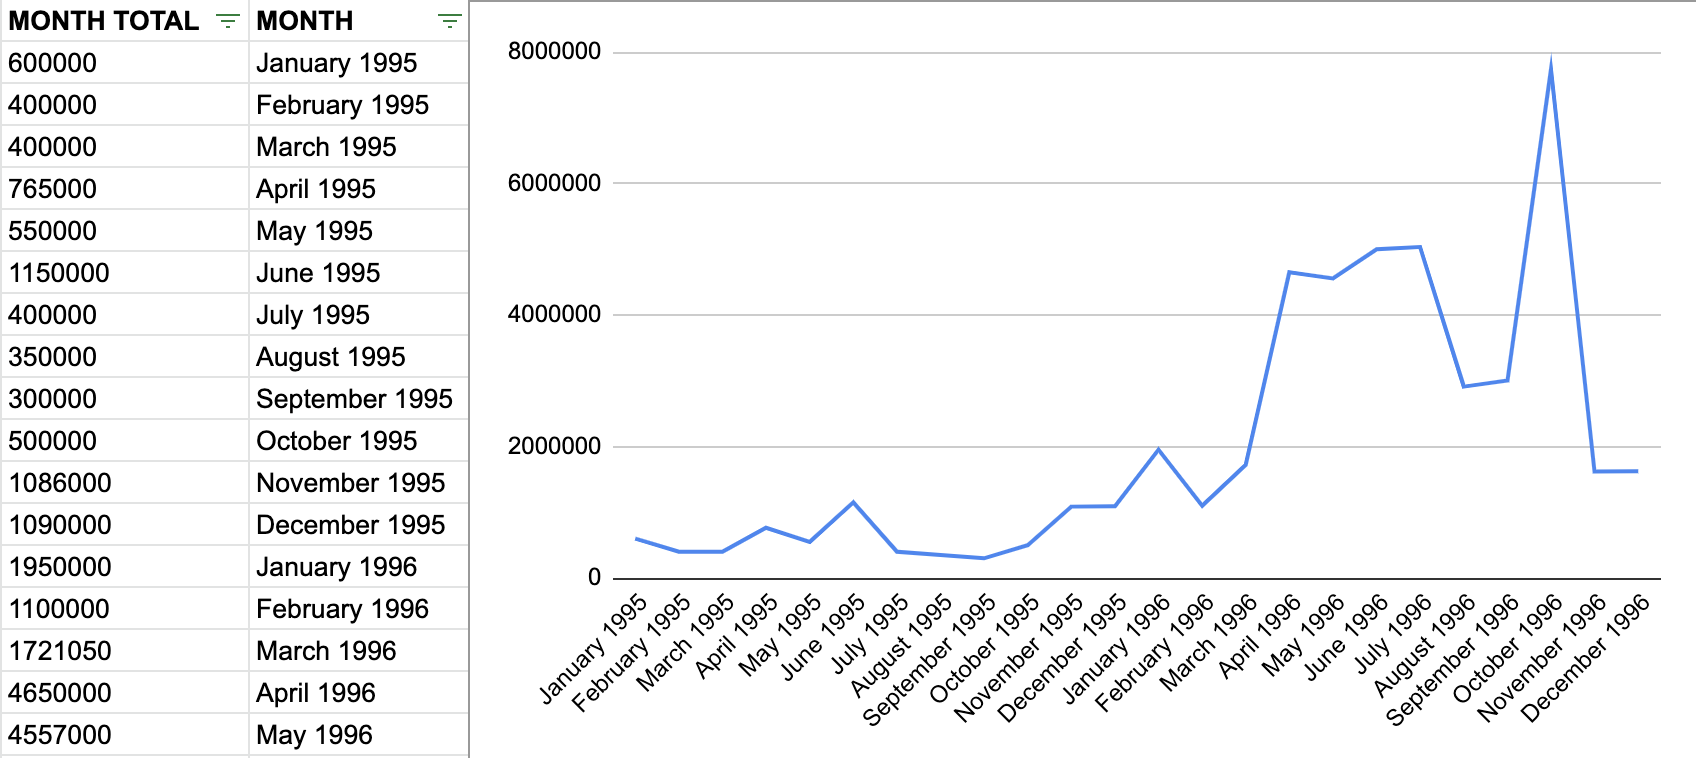 MONTH TOTAL MONTH
600000 January 1995
400000 February 1995
400000 March 1995
765000 April 1995
550000 May 1995
1150000 June 1995
400000 July 1995
350000 August 1995
300000 September 1995
500000 October 1995
1086000 November 1995
1090000 December 1995
1950000 January 1996
1100000 February 1996
1721050 March 1996
4650000 April 1996
4557000 May 1996
8000000
6000000
4000000
2000000
0
January 1995
February 1995
March 1995
April 1995
May 1995
June 1995
July 1995
August 1995
September 1995
October 1995
November 1995
December 1995
January 1996
February 1996
March 1996
April 1996
May 1996
June 1996
July 1996
August 1996
September 1996
October 1996
November 1996
December 1996